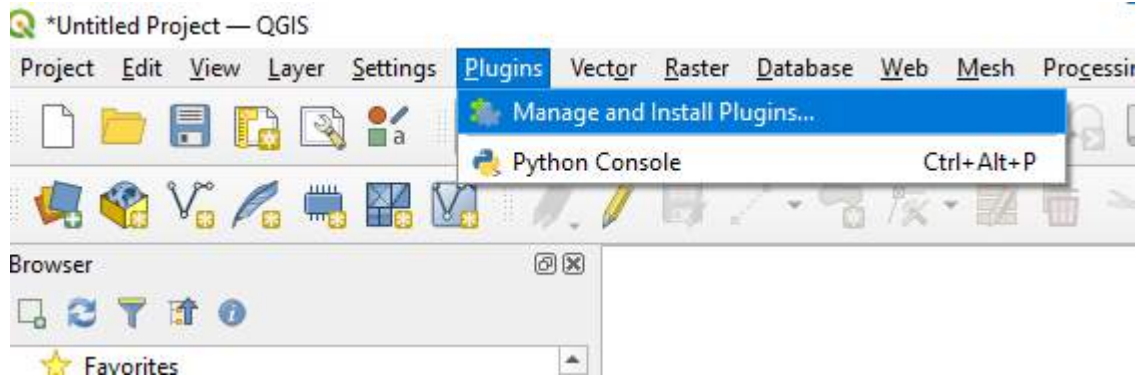 *Untitled Project — QGIS
Project Edit View Layer Settings Plugins Vector Raster Database Web Mesh
Manage and Install Plugins...
a
Python Console Ctrl+Alt+P
Browser
Favorites